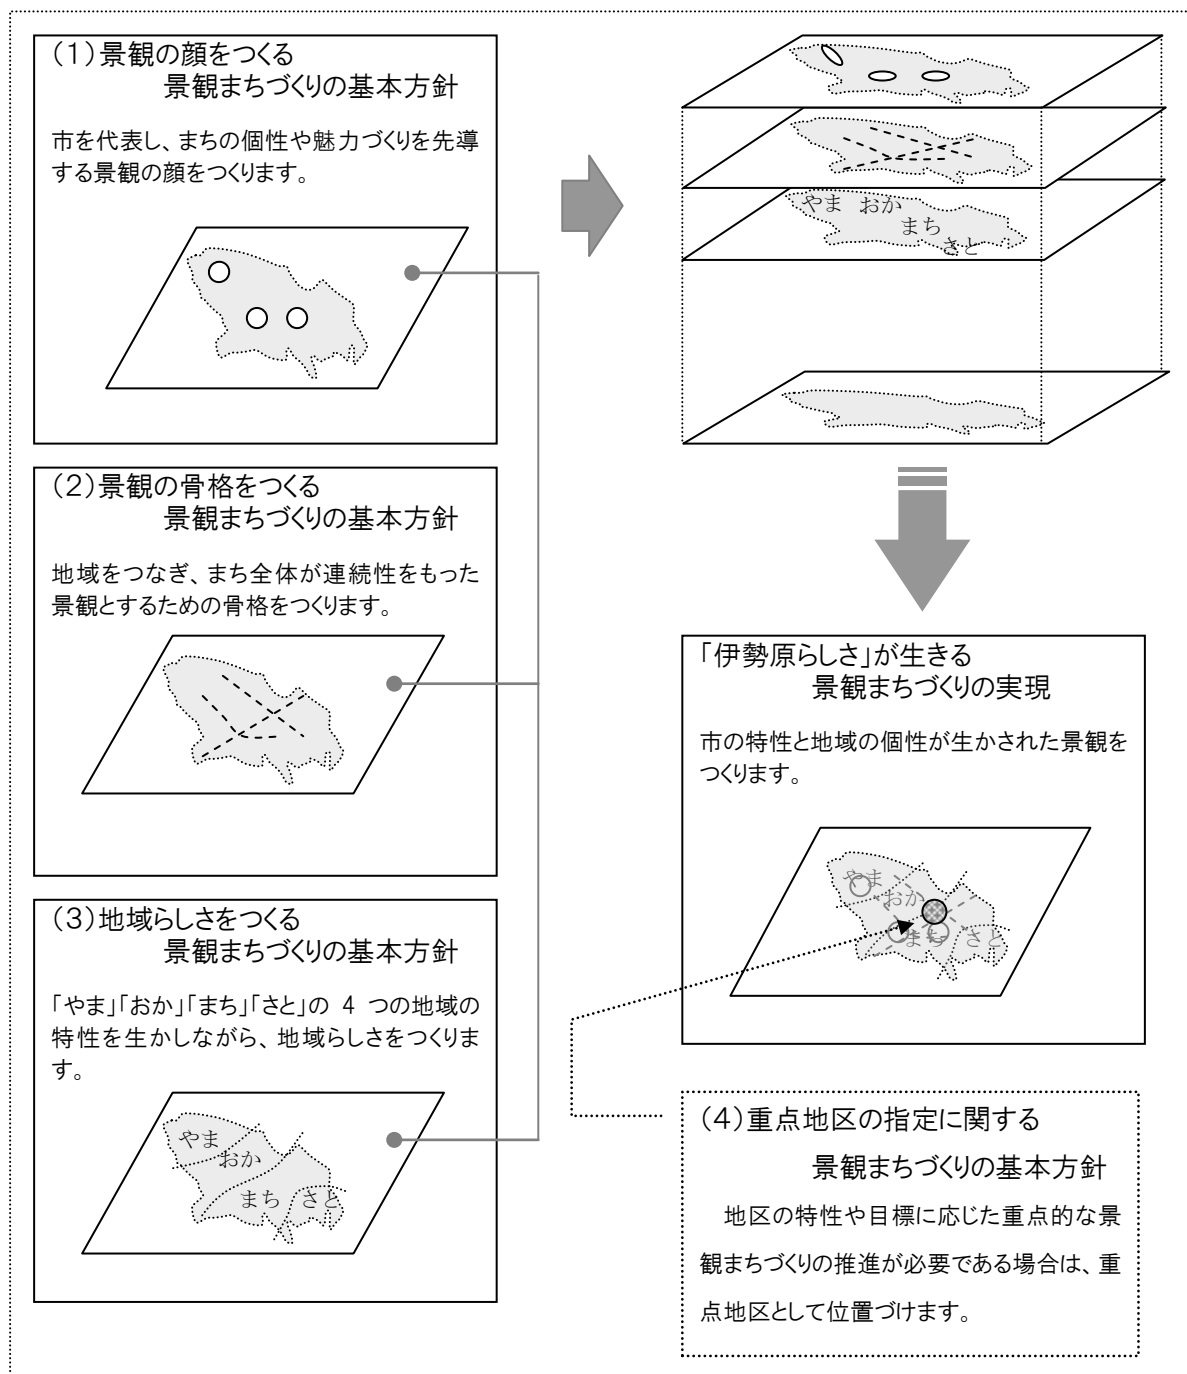 （1）景観の顔をつくる
景観まちづくりの基本方針
市を代表し、まちの個性や魅力づくりを先導
する景観の顔をつくります。
やま おか
まち
さと
（2）景観の骨格をつくる
景観まちづくりの基本方針
地域をつなぎ、まち全体が連続性をもった
景観とするための骨格をつくります。
（3）地域らしさをつくる
景観まちづくりの基本方針
「やま」「おか」「まち」「さと」の 4 つの地域の
特性を生かしながら、地域らしさをつくりま
す。
やま
おか
まち さと
「伊勢原らしさ」が生きる
景観まちづくりの実現
市の特性と地域の個性が生かされた景観を
つくります。
やま
おか
まち さと
（4）重点地区の指定に関する
景観まちづくりの基本方針
地区の特性や目標に応じた重点的な景
観まちづくりの推進が必要である場合は、重
点地区として位置づけます。